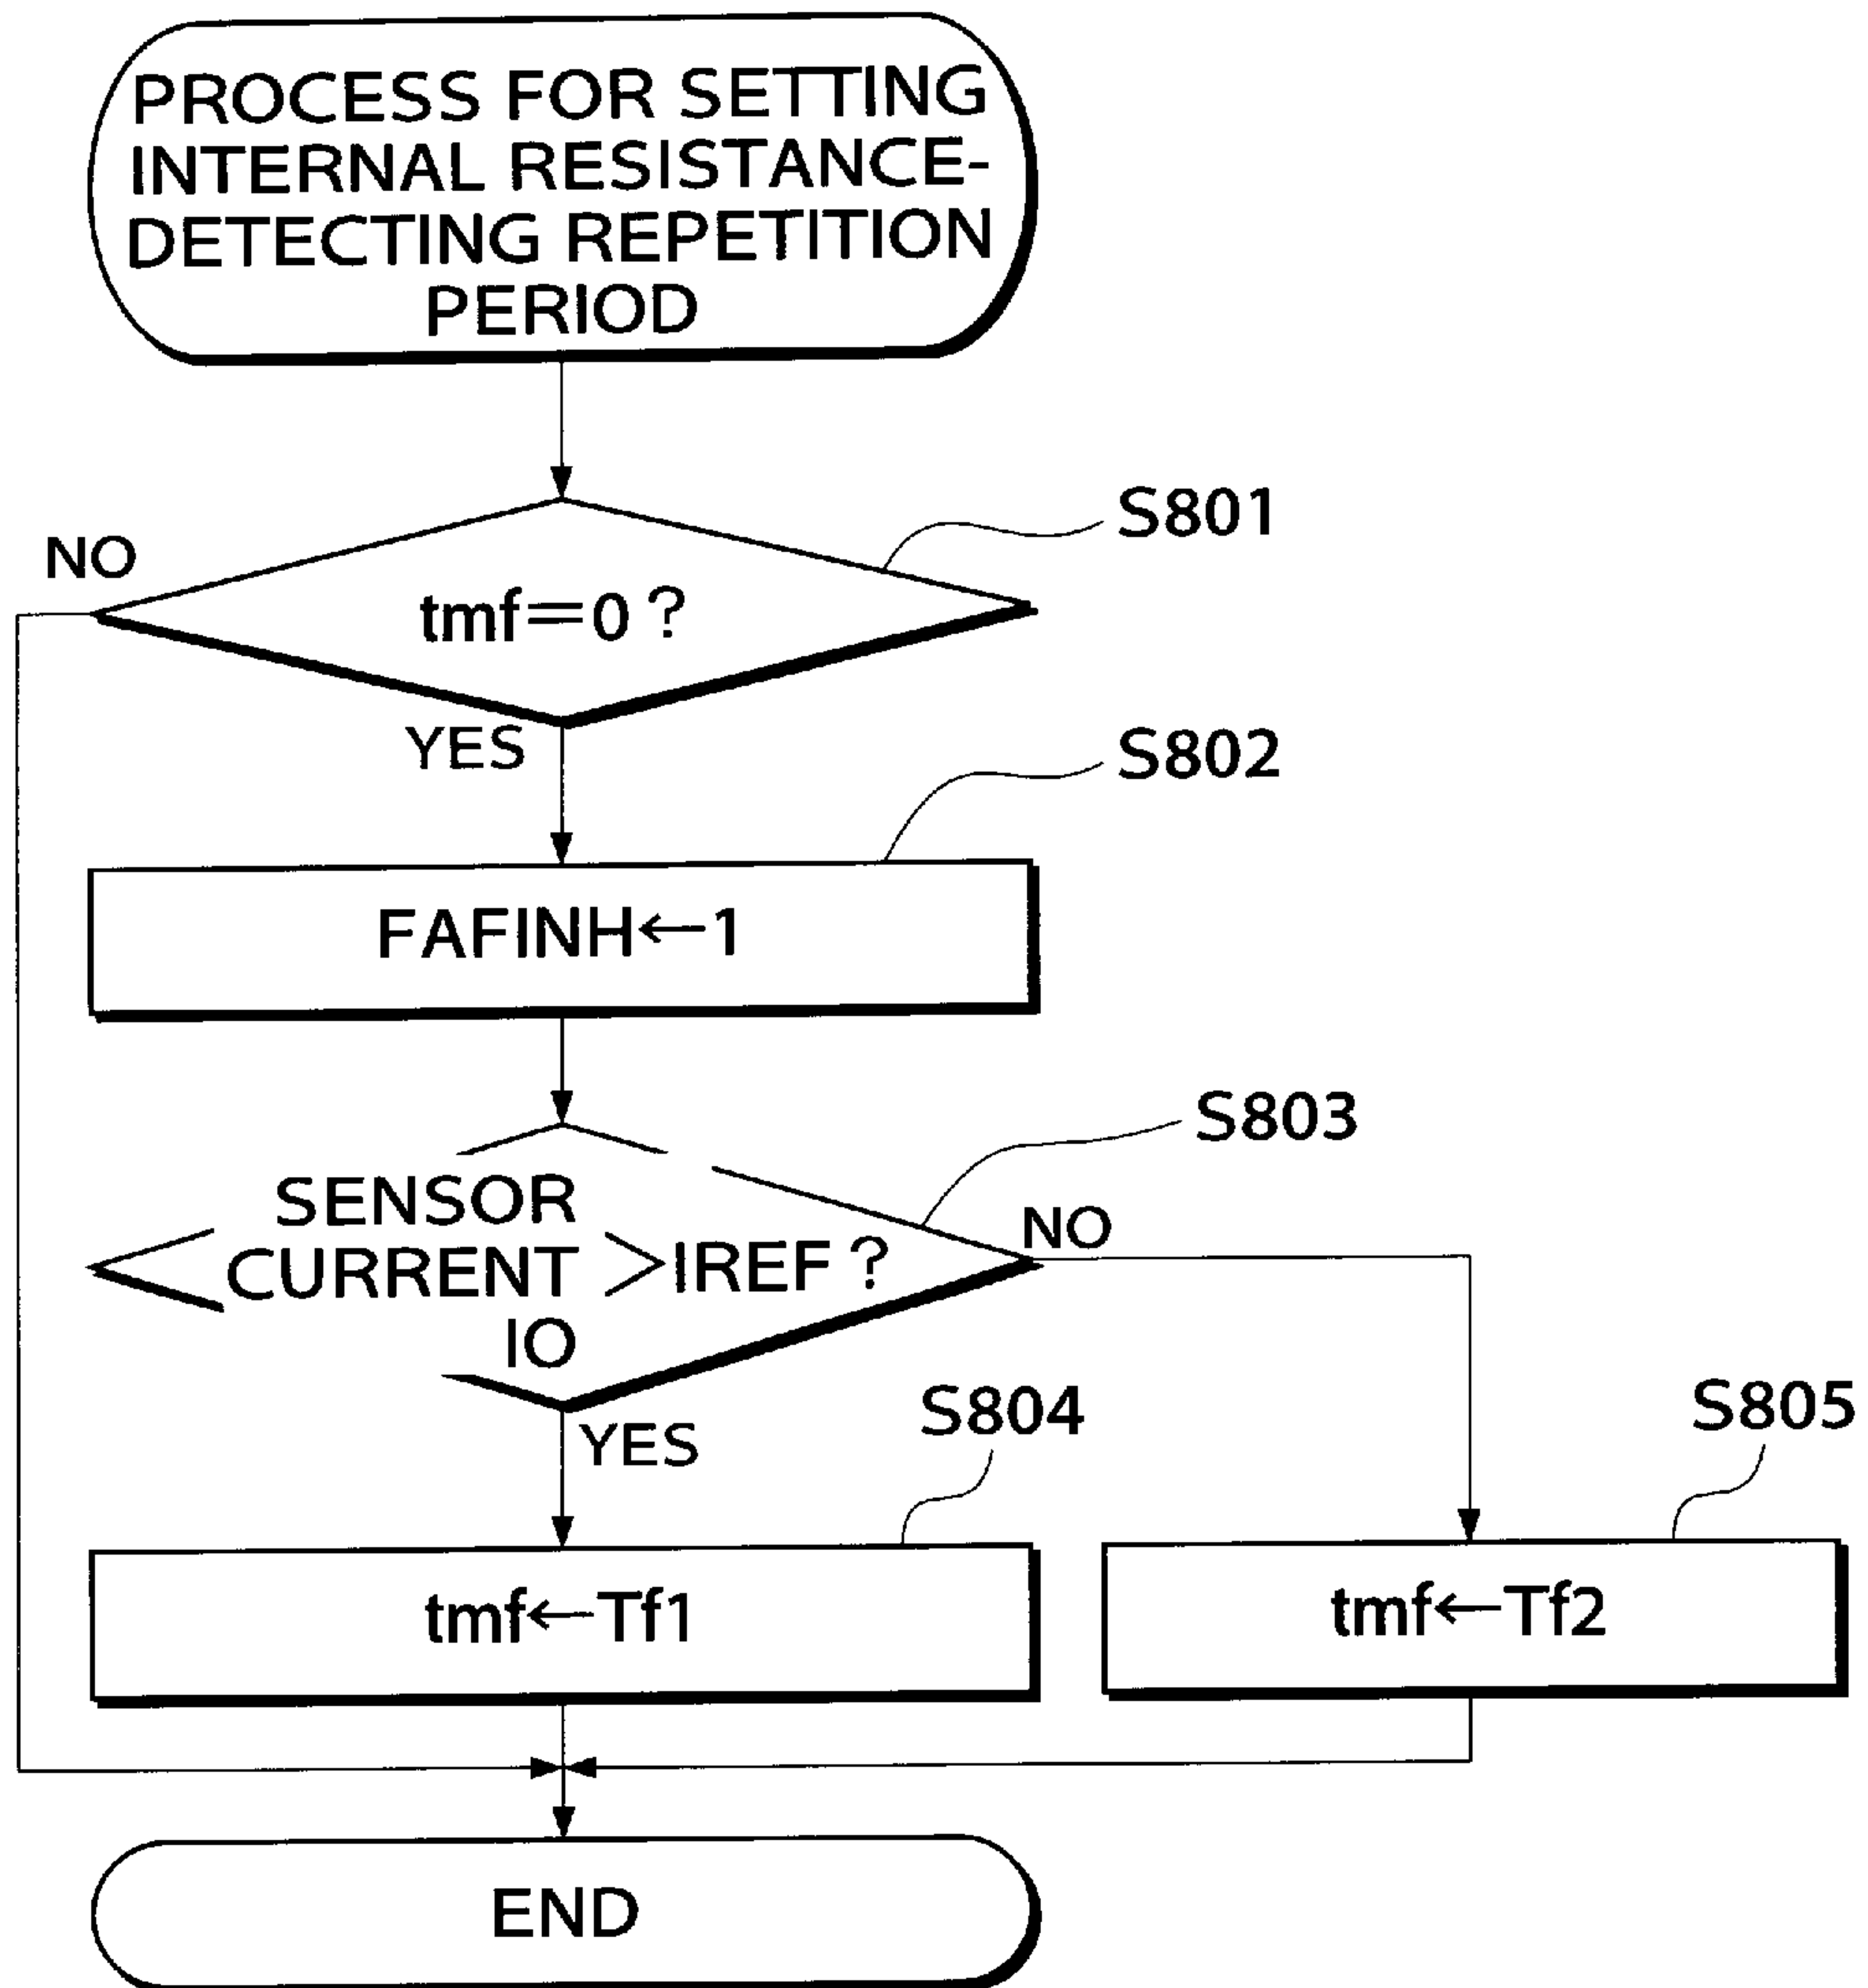 PROCESS FOR SETTING
INTERNAL RESISTANCE-
DETECTING REPETITION
PERIOD
S801
NO
tmf=0?
YES
S802
FAFINH←1
S803
SENSOR
CURRENT >IREF?
IO
NO
YES
S804
S805
tmf←Tf1
tmf←Tf2
END